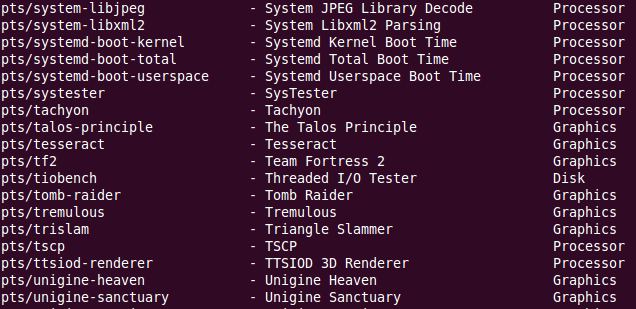 pts/system-libjpeg - System JPEG Library Decode Processor
pts/system-libxml2 - System Libxml2 Parsing Processor
pts/systemd-boot-kernel - Systemd Kernel Boot Time Processor
pts/systemd-boot-total - Systemd Total Boot Time Processor
pts/systemd-boot-userspace - Systemd Userspace Boot Time Processor
pts/systester - SysTester Processor
pts/tachyon - Tachyon Processor
pts/talos-principle - The Talos Principle Graphics
pts/tesseract - Tesseract Graphics
pts/tf2 - Team Fortress 2 Graphics
pts/tiobench - Threaded I/O Tester Disk
pts/tomb-raider - Tomb Raider Graphics
pts/tremulous - Tremulous Graphics
pts/trislam - Triangle Slammer Graphics
pts/tscp - TSCP Processor
pts/ttsiod-renderer - TTSIOD 3D Renderer Processor
pts/unigine-heaven - Unigine Heaven Graphics
pts/unigine-sanctuary - Unigine Sanctuary Graphics